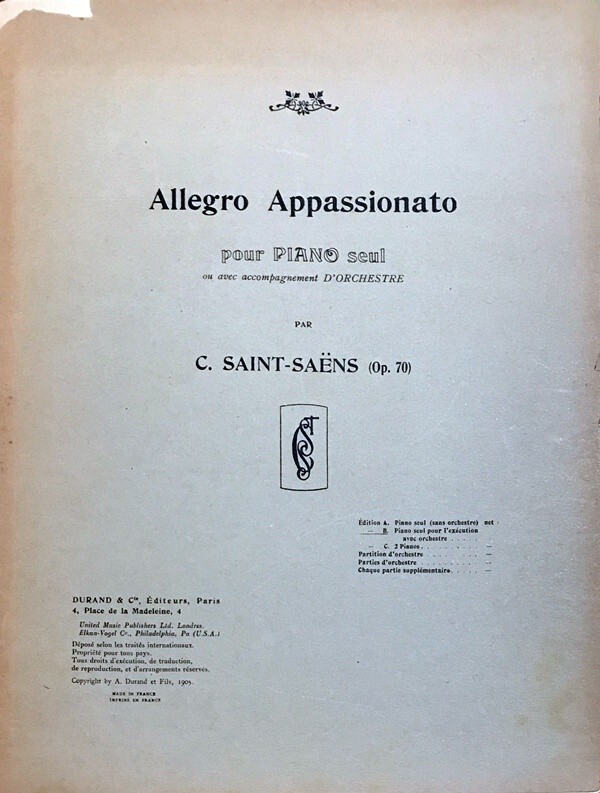 Allegro Appassionato
pour PIANO seul
ou avec accompagnement D'ORCHESTRE
PAR
C. SAINT-SAËNS (Op. 70)
Édition A. Piano seul (sans orchestre) net
— B. Piano seul pour l'exécution
avec orchestre . . . . .
— C. 2 Pianos . . . . . . . —
Partition d'orchestre . . . . . . . —
Parties d'orchestre . . . . . . . . —
Chaque partie supplémentaire . . . . —
DURAND & Cie, Éditeurs, Paris
4, Place de la Madeleine, 4
United Music Publishers Ltd. Londres.
Elkan-Vogel Co., Philadelphia, Pa (U.S.A.)
Déposé selon les traités internationaux.
Propriété pour tous pays.
Tous droits d'exécution, de traduction,
de reproduction, et d'arrangements réservés.
Copyright by A. Durand et Fils, 1905.
MADE IN FRANCE
IMPRIMÉ EN FRANCE